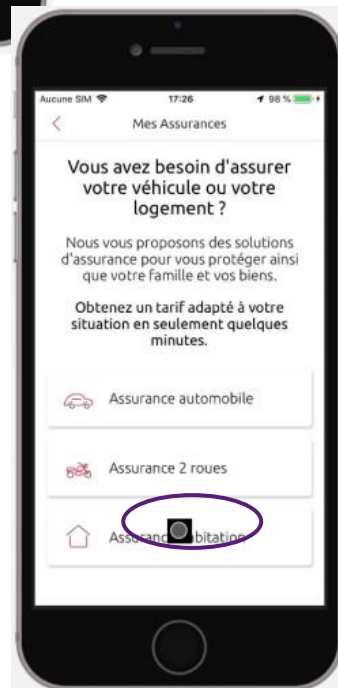 Aucune SIM 17:26 98 %
Mes Assurances
Vous avez besoin d'assurer
votre véhicule ou votre
logement ?
Nous vous proposons des solutions
d'assurance pour vous protéger ainsi
que votre famille et vos biens.
Obtenez un tarif adapté à votre
situation en seulement quelques
minutes.
Assurance automobile
Assurance 2 roues